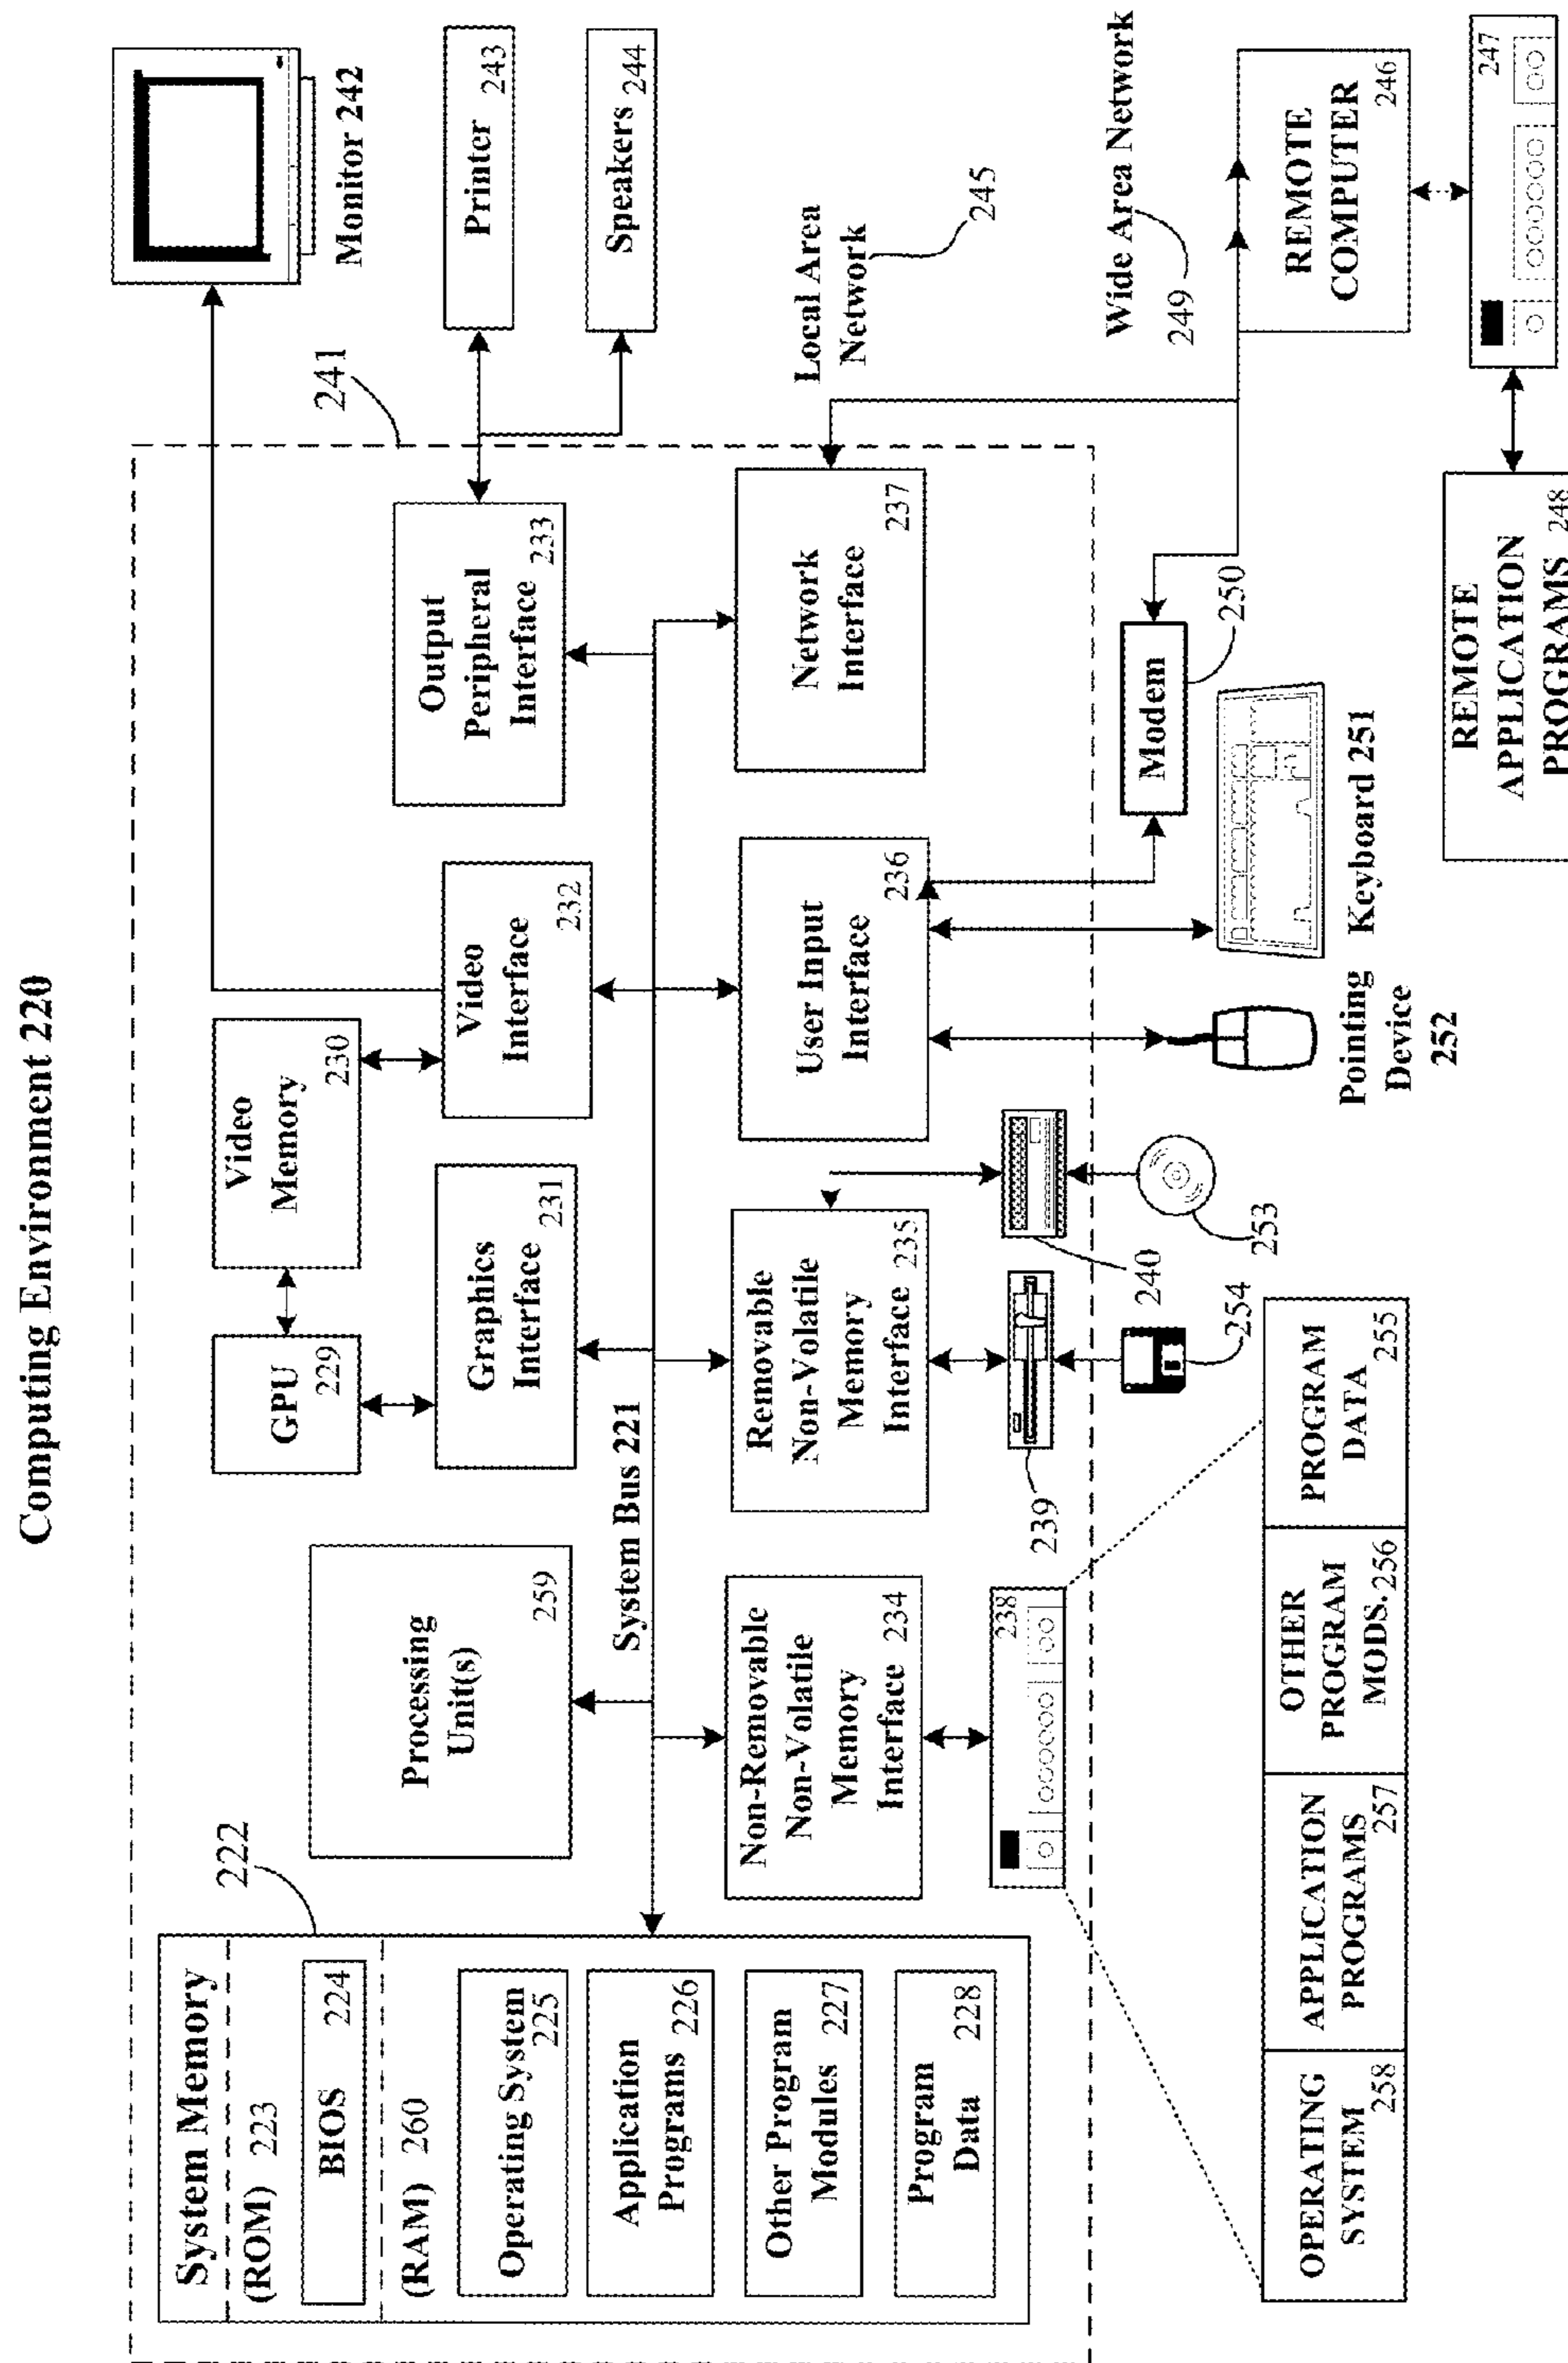 Computing Environment 220
222
System Memory
(ROM) 223
BIOS 224
(RAM) 260
Operating System
225
Application
Programs 226
Other Program
Modules 227
Program
Data 228
Processing
Unit(s)
259
System Bus 221
GPU
229
Video
Memory
230
Graphics
Interface
231
Video
Interface
232
Output
Peripheral
Interface 233
241
Monitor 242
Printer 243
Speakers 244
Non-Removable
Non-Volatile
Memory
Interface 234
Removable
Non-Volatile
Memory
Interface 235
User Input
Interface
236
Network
Interface
237
Local Area
Network
245
238
239
240
254
253
Pointing
Device
252
Keyboard 251
Modem
250
Wide Area Network
249
REMOTE
COMPUTER
246
247
REMOTE
APPLICATION
PROGRAMS 248
OPERATING
SYSTEM
258
APPLICATION
PROGRAMS
257
OTHER
PROGRAM
MODS. 256
PROGRAM
DATA
255